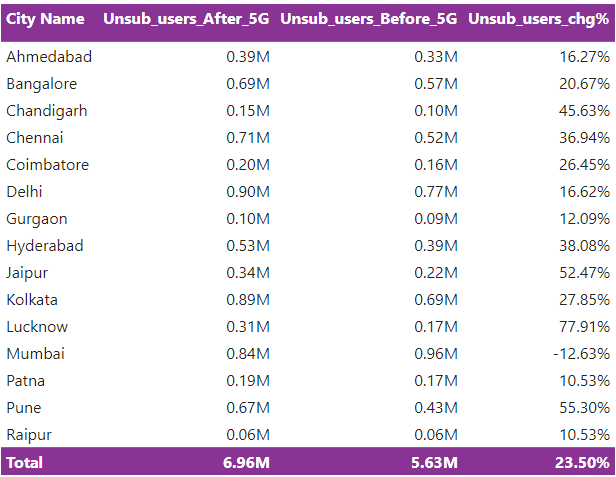 City Name Unsub_users_After_5G Unsub_users_Before_5G Unsub_users_chg%
Ahmedabad 0.39M 0.33M 16.27%
Bangalore 0.69M 0.57M 20.67%
Chandigarh 0.15M 0.10M 45.63%
Chennai 0.71M 0.52M 36.94%
Coimbatore 0.20M 0.16M 26.45%
Delhi 0.90M 0.77M 16.62%
Gurgaon 0.10M 0.09M 12.09%
Hyderabad 0.53M 0.39M 38.08%
Jaipur 0.34M 0.22M 52.47%
Kolkata 0.89M 0.69M 27.85%
Lucknow 0.31M 0.17M 77.91%
Mumbai 0.84M 0.96M -12.63%
Patna 0.19M 0.17M 10.53%
Pune 0.67M 0.43M 55.30%
Raipur 0.06M 0.06M 10.53%
Total 6.96M 5.63M 23.50%